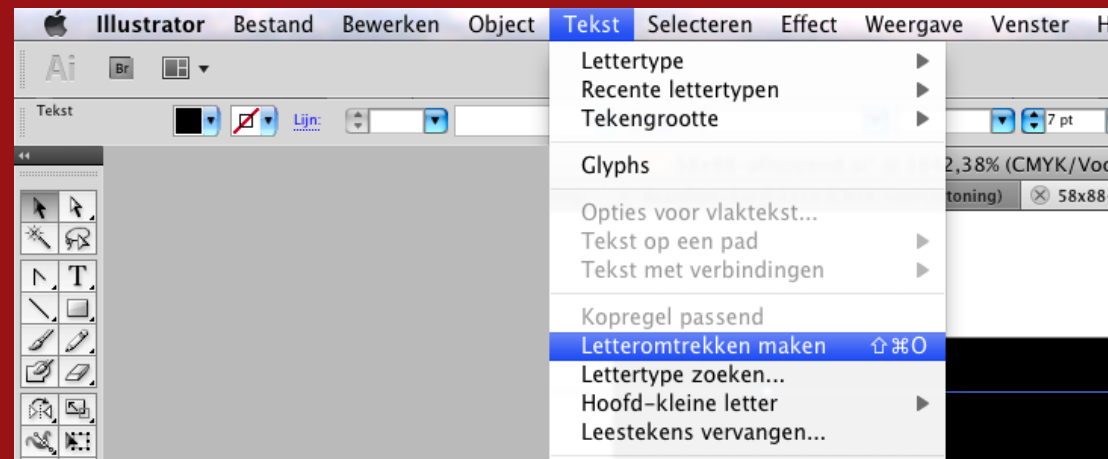 Illustrator Bestand Bewerken Object Tekst Selecteren Effect Weergave Venster H
Ai Br
Tekst Lijn: 7 pt
Lettertype
Recente lettertypen
Tekengrootte
Glyphs
2,38% (CMYK/Voo
toning) 58x88-
Opties voor vlaktekst...
Tekst op een pad
Tekst met verbindingen
Kopregel passend
Letteromtrekken maken ⇧⌘O
Lettertype zoeken...
Hoofd-kleine letter
Leestekens vervangen...
T